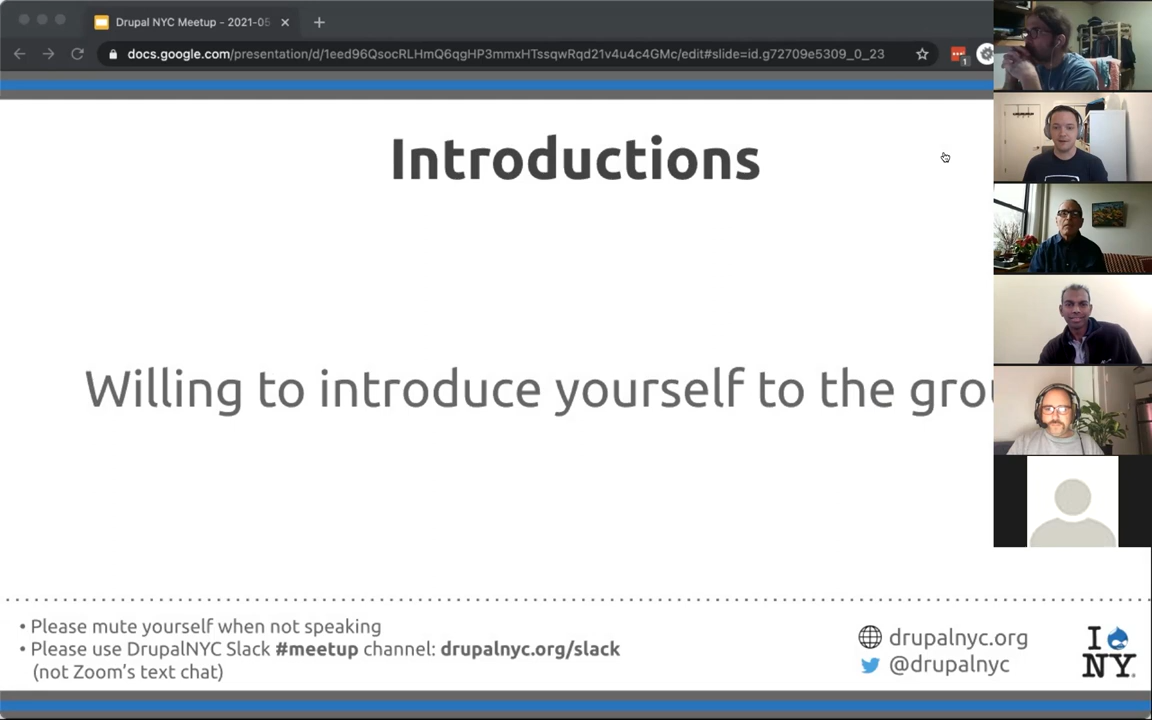 Drupal NYC Meetup - 2021-05
docs.google.com/presentation/d/1eed96QsocRLHmQ6qgHP3mmxHTssqwRqd21v4u4c4GMc/edit#slide=id.g72709e5309_0_23
1
Introductions
Willing to introduce yourself to the grou
• Please mute yourself when not speaking
• Please use DrupalNYC Slack #meetup channel: drupalnyc.org/slack
(not Zoom's text chat)
drupalnyc.org
@drupalnyc
I
NY